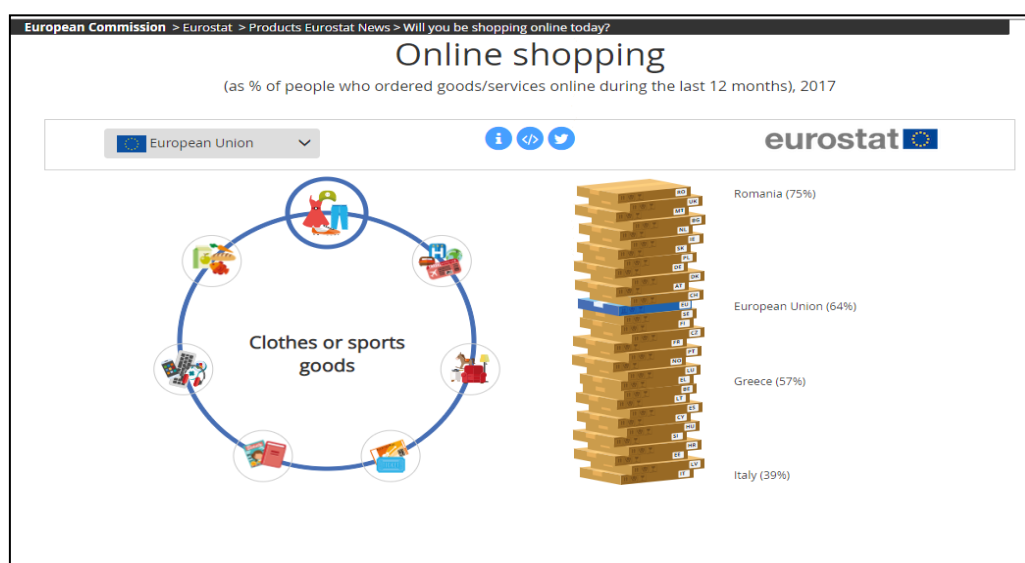 European Commission > Eurostat > Products Eurostat News > Will you be shopping online today?
Online shopping
(as % of people who ordered goods/services online during the last 12 months), 2017
European Union
eurostat
Clothes or sports
goods
RO
UK
MT
BG
NL
IE
SK
PL
DE
DK
AT
CH
EU
SE
FI
CZ
FR
PT
NO
LU
EL
BE
LT
ES
CY
HU
SI
HR
EE
LV
IT
Romania (75%)
European Union (64%)
Greece (57%)
Italy (39%)